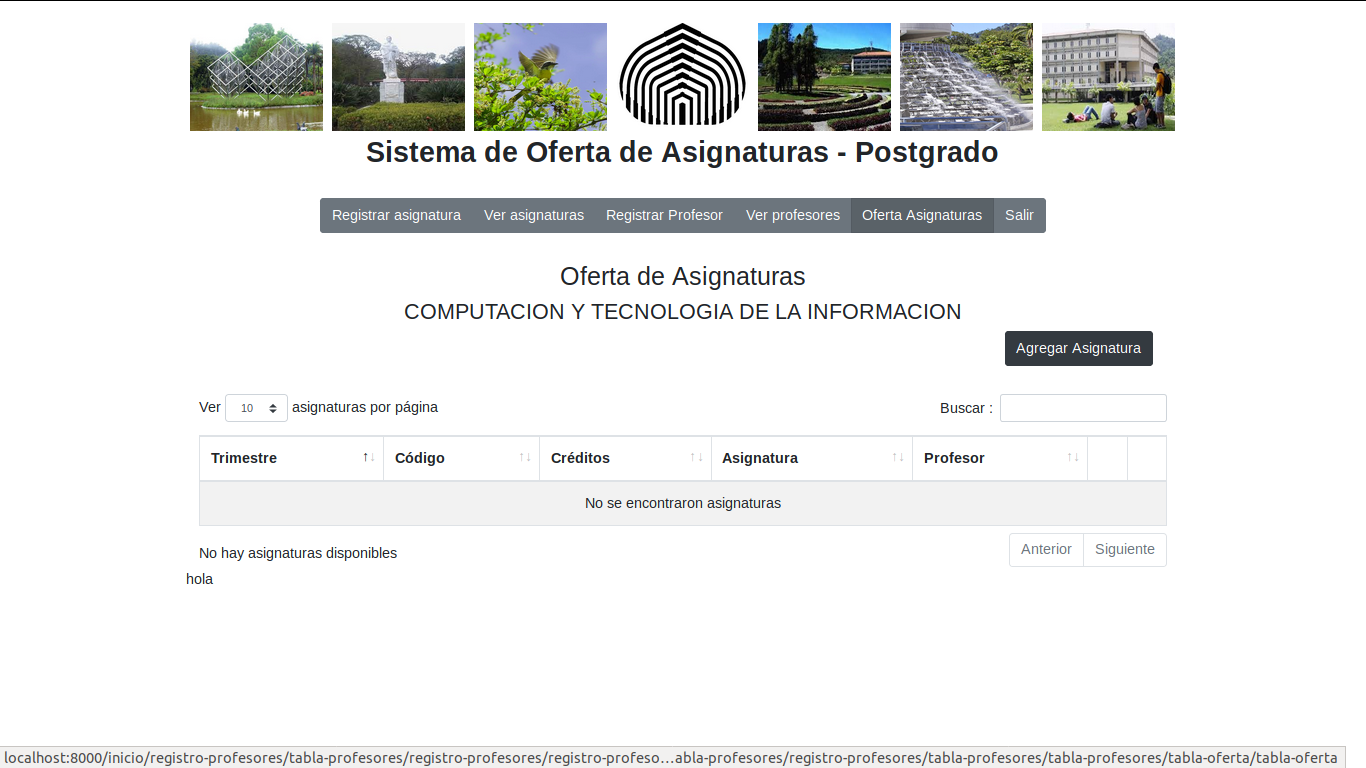 Sistema de Oferta de Asignaturas - Postgrado
Registrar asignatura Ver asignaturas Registrar Profesor Ver profesores Oferta Asignaturas Salir
Oferta de Asignaturas
COMPUTACION Y TECNOLOGIA DE LA INFORMACION
Agregar Asignatura
Ver 10 asignaturas por página Buscar :
Trimestre ↑↓ Código ↑↓ Créditos ↑↓ Asignatura ↑↓ Profesor ↑↓
No se encontraron asignaturas
No hay asignaturas disponibles Anterior Siguiente
hola
localhost:8000/inicio/registro-profesores/tabla-profesores/registro-profesores/registro-profeso…abla-profesores/registro-profesores/tabla-profesores/tabla-profesores/tabla-oferta/tabla-oferta